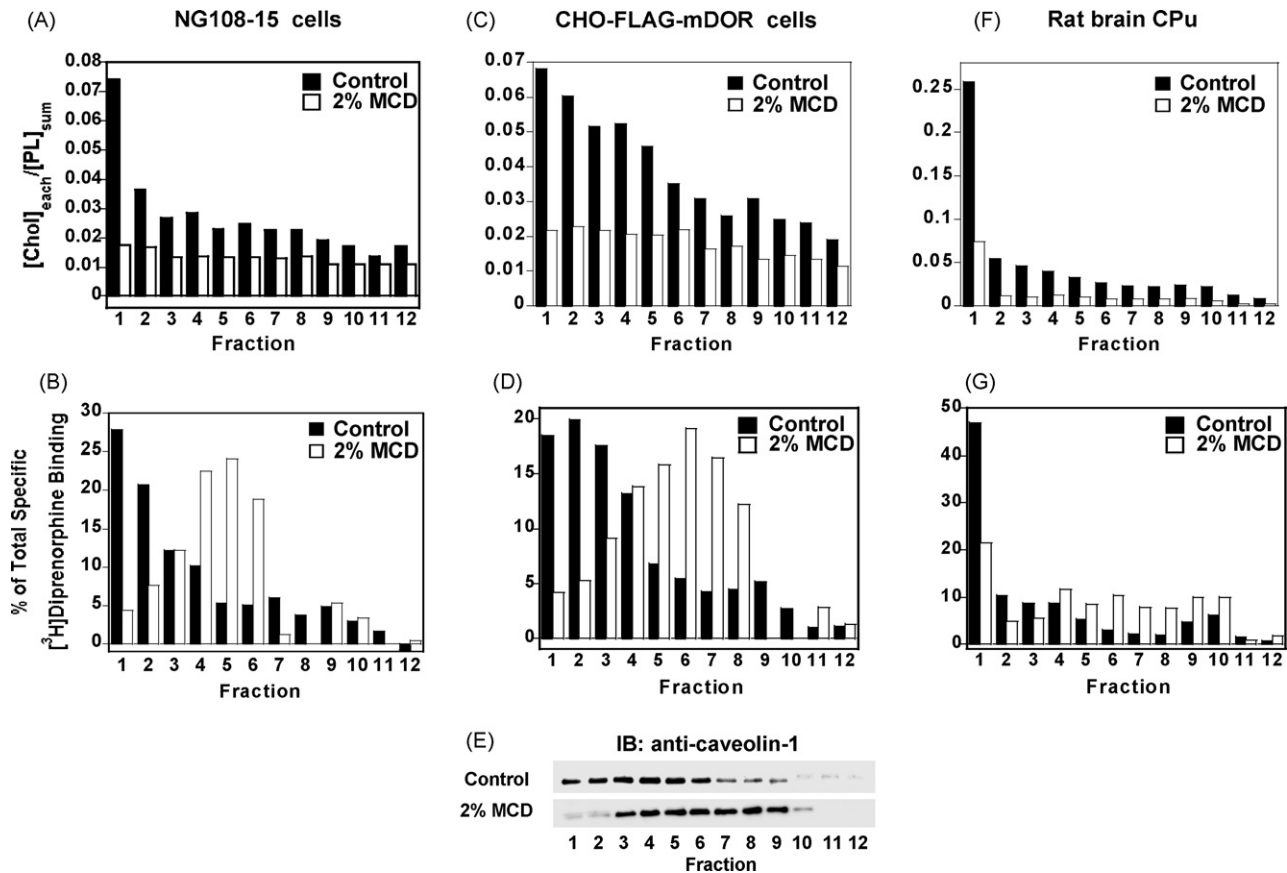 (A) NG108-15 cells
0.08
0.07
0.06
0.05
0.04
0.03
0.02
0.01
0
[Chol]each/[PL]sum
Control
2% MCD
1 2 3 4 5 6 7 8 9 10 11 12
Fraction
(B)
30
25
20
15
10
5
0
% of Total Specific
[3H]Diprenorphine Binding
Control
2% MCD
1 2 3 4 5 6 7 8 9 10 11 12
Fraction
(C) CHO-FLAG-mDOR cells
0.07
0.06
0.05
0.04
0.03
0.02
0.01
0
Control
2% MCD
1 2 3 4 5 6 7 8 9 10 11 12
Fraction
(D)
20
15
10
5
0
Control
2% MCD
1 2 3 4 5 6 7 8 9 10 11 12
Fraction
(E) IB: anti-caveolin-1
Control
2% MCD
1 2 3 4 5 6 7 8 9 10 11 12
Fraction
(F) Rat brain CPu
0.25
0.2
0.15
0.1
0.05
0
Control
2% MCD
1 2 3 4 5 6 7 8 9 10 11 12
Fraction
(G)
50
40
30
20
10
0
Control
2% MCD
1 2 3 4 5 6 7 8 9 10 11 12
Fraction